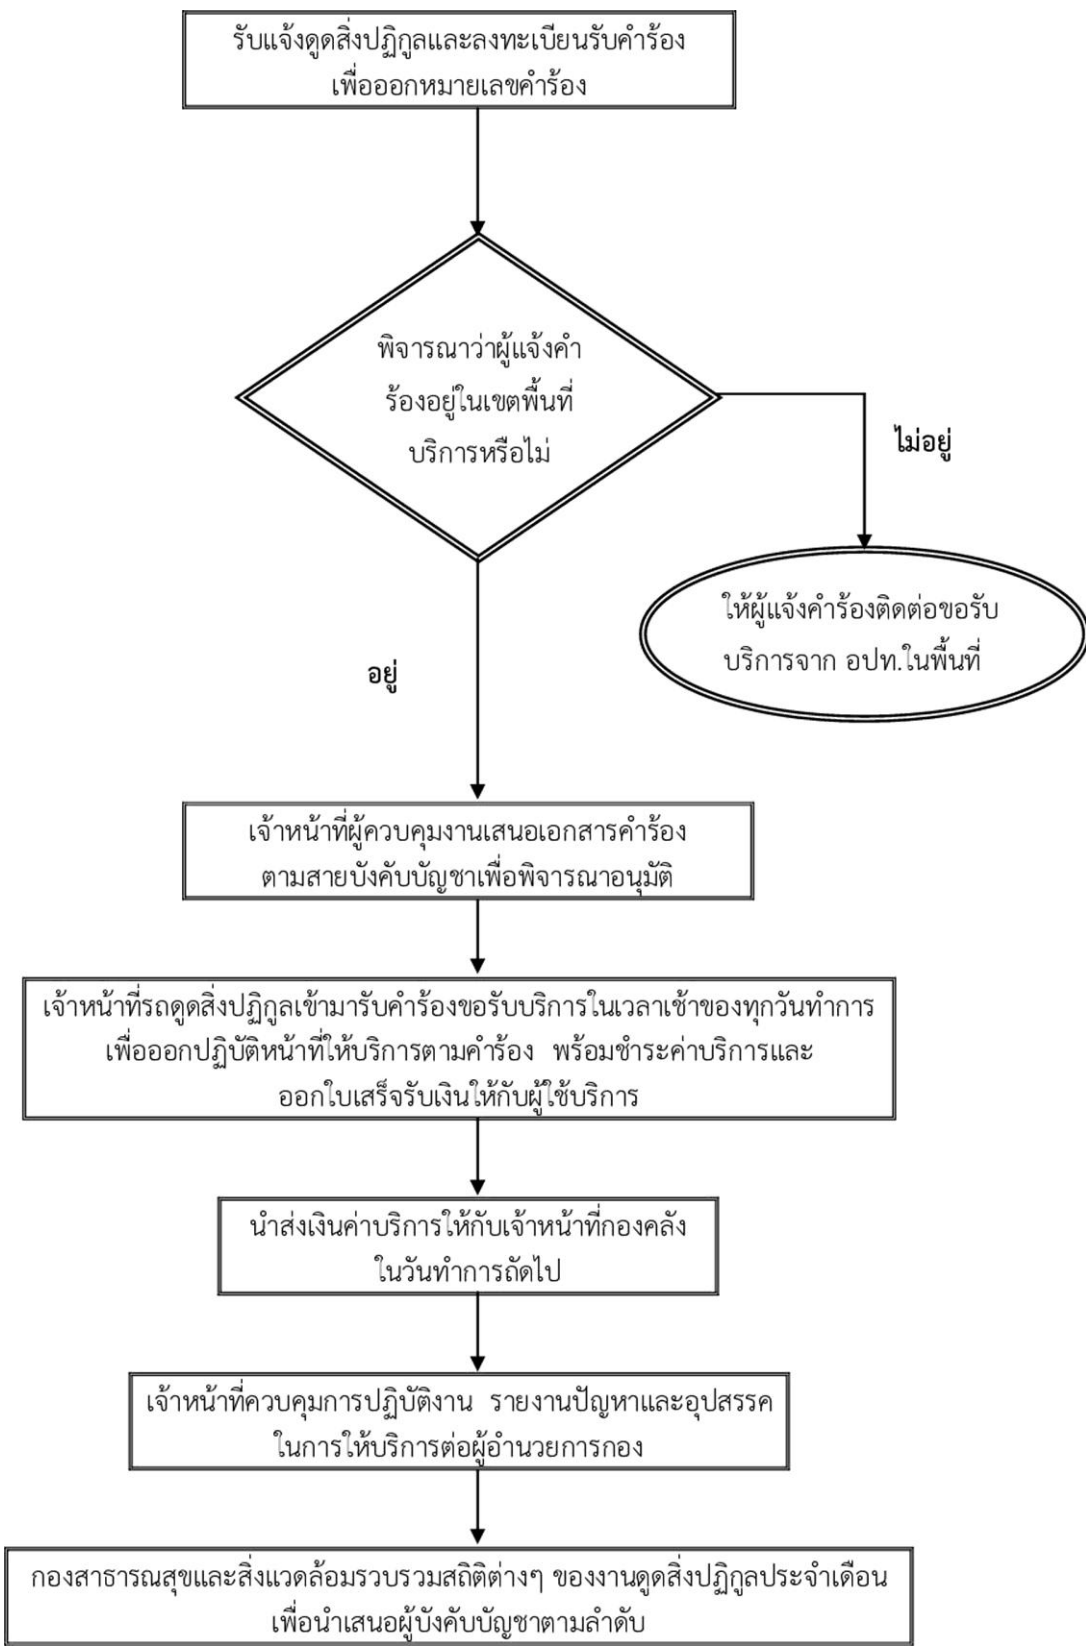 รับแจ้งดูดสิ่งปฏิกูลและลงทะเบียนรับคำร้อง
เพื่อออกหมายเลขคำร้อง
พิจารณาว่าผู้แจ้งคำ
ร้องอยู่ในเขตพื้นที่
บริการหรือไม่
ไม่อยู่
ให้ผู้แจ้งคำร้องติดต่อขอรับ
บริการจาก อปท.ในพื้นที่
อยู่
เจ้าหน้าที่ผู้ควบคุมงานเสนอเอกสารคำร้อง
ตามสายบังคับบัญชาเพื่อพิจารณาอนุมัติ
เจ้าหน้าที่รถดูดสิ่งปฏิกูลเข้ามารับคำร้องขอรับบริการในเวลาเช้าของทุกวันทำการ
เพื่อออกปฏิบัติหน้าที่ให้บริการตามคำร้อง พร้อมชำระค่าบริการและ
ออกใบเสร็จรับเงินให้กับผู้ใช้บริการ
นำส่งเงินค่าบริการให้กับเจ้าหน้าที่กองคลัง
ในวันทำการถัดไป
เจ้าหน้าที่ควบคุมการปฏิบัติงาน รายงานปัญหาและอุปสรรค
ในการให้บริการต่อผู้อำนวยการกอง
กองสาธารณสุขและสิ่งแวดล้อมรวบรวมสถิติต่างๆ ของงานดูดสิ่งปฏิกูลประจำเดือน
เพื่อนำเสนอผู้บังคับบัญชาตามลำดับ